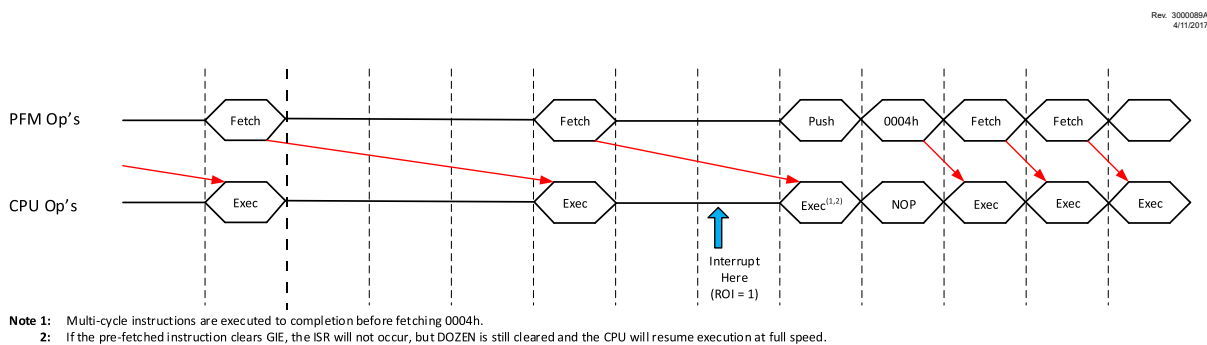 Rev. 3000089A
4/11/2017
PFM Op's
Fetch
Fetch
Push
0004h
Fetch
Fetch
CPU Op's
Exec
Exec
Exec(1,2)
NOP
Exec
Exec
Exec
Interrupt
Here
(ROI = 1)
Note 1: Multi-cycle instructions are executed to completion before fetching 0004h.
2: If the pre-fetched instruction clears GIE, the ISR will not occur, but DOZEN is still cleared and the CPU will resume execution at full speed.